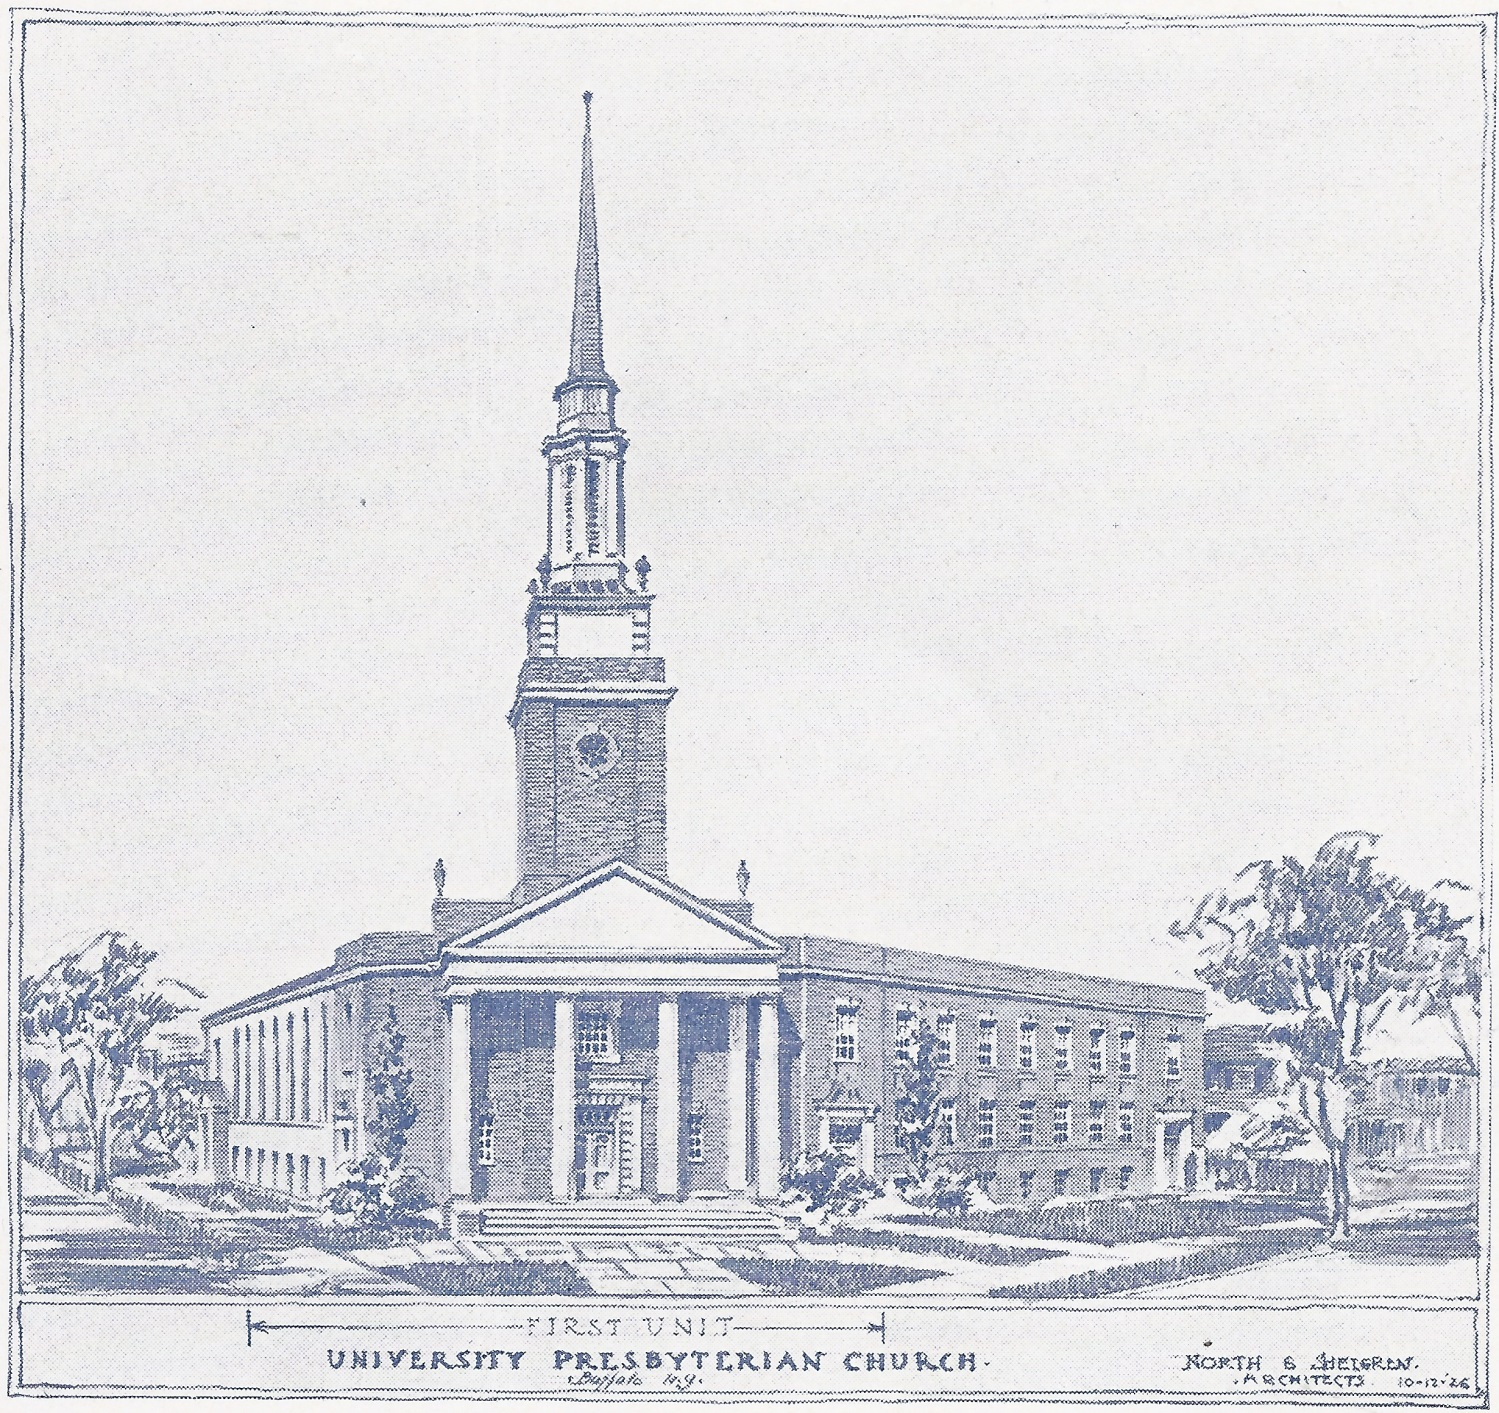 FIRST UNIT
UNIVERSITY PRESBYTERIAN CHURCH.
Buffalo N.Y.
NORTH & SHELGREN.
ARCHITECTS 10-12-26